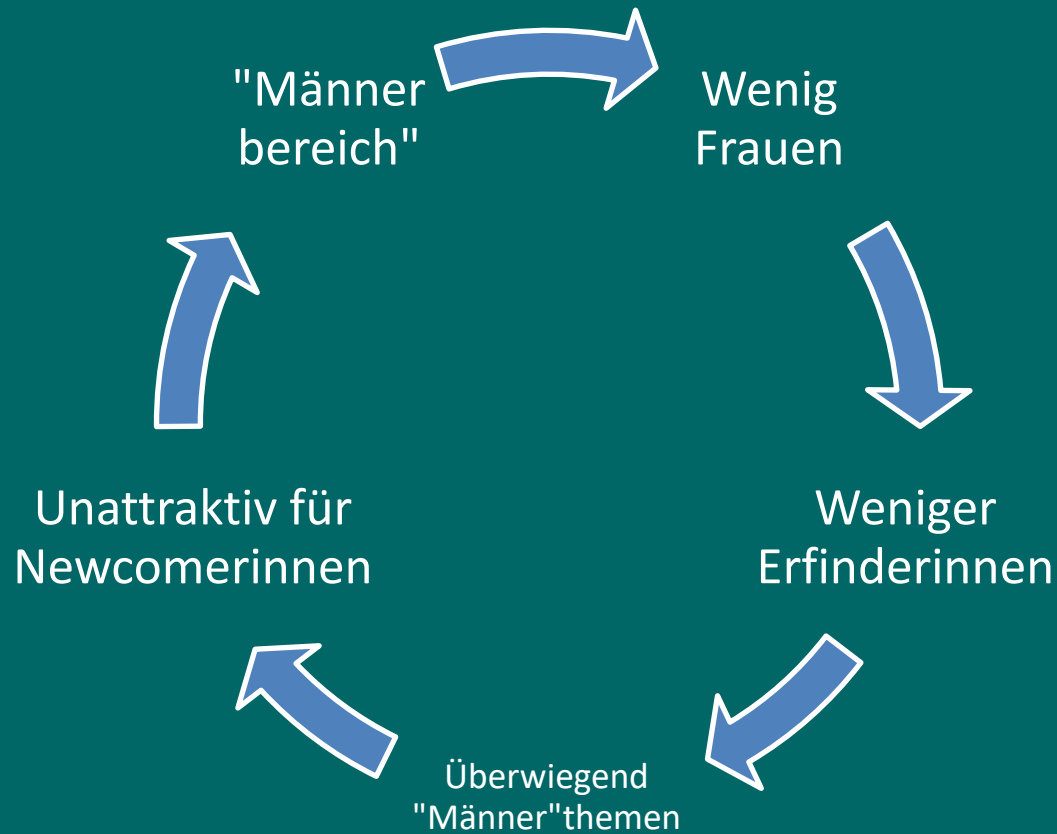 "Männer
bereich"
Wenig
Frauen
Weniger
Erfinderinnen
Überwiegend
"Männer"themen
Unattraktiv für
Newcomerinnen